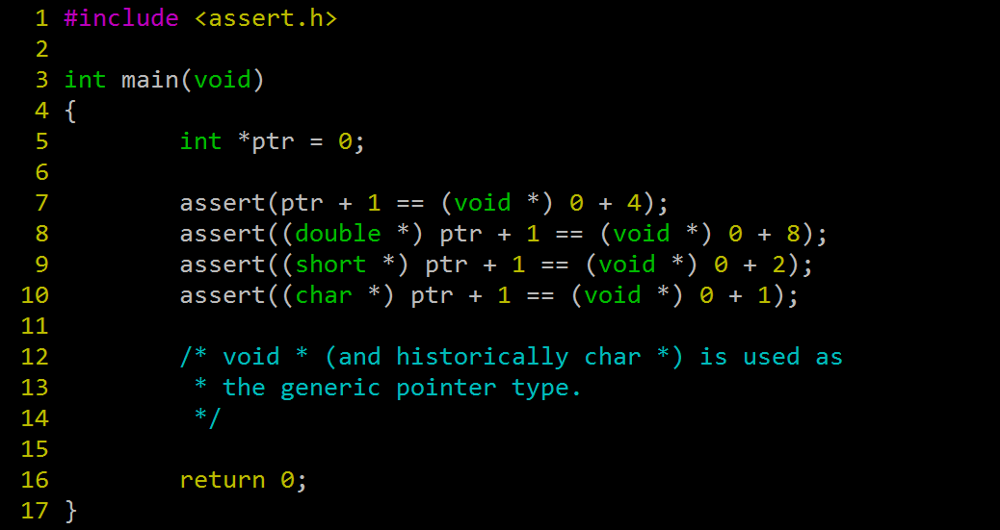 1 #include <assert.h>
2
3 int main(void)
4 {
5         int *ptr = 0;
6
7         assert(ptr + 1 == (void *) 0 + 4);
8         assert((double *) ptr + 1 == (void *) 0 + 8);
9         assert((short *) ptr + 1 == (void *) 0 + 2);
10         assert((char *) ptr + 1 == (void *) 0 + 1);
11
12         /* void * (and historically char *) is used as
13          * the generic pointer type.
14          */
15
16         return 0;
17 }